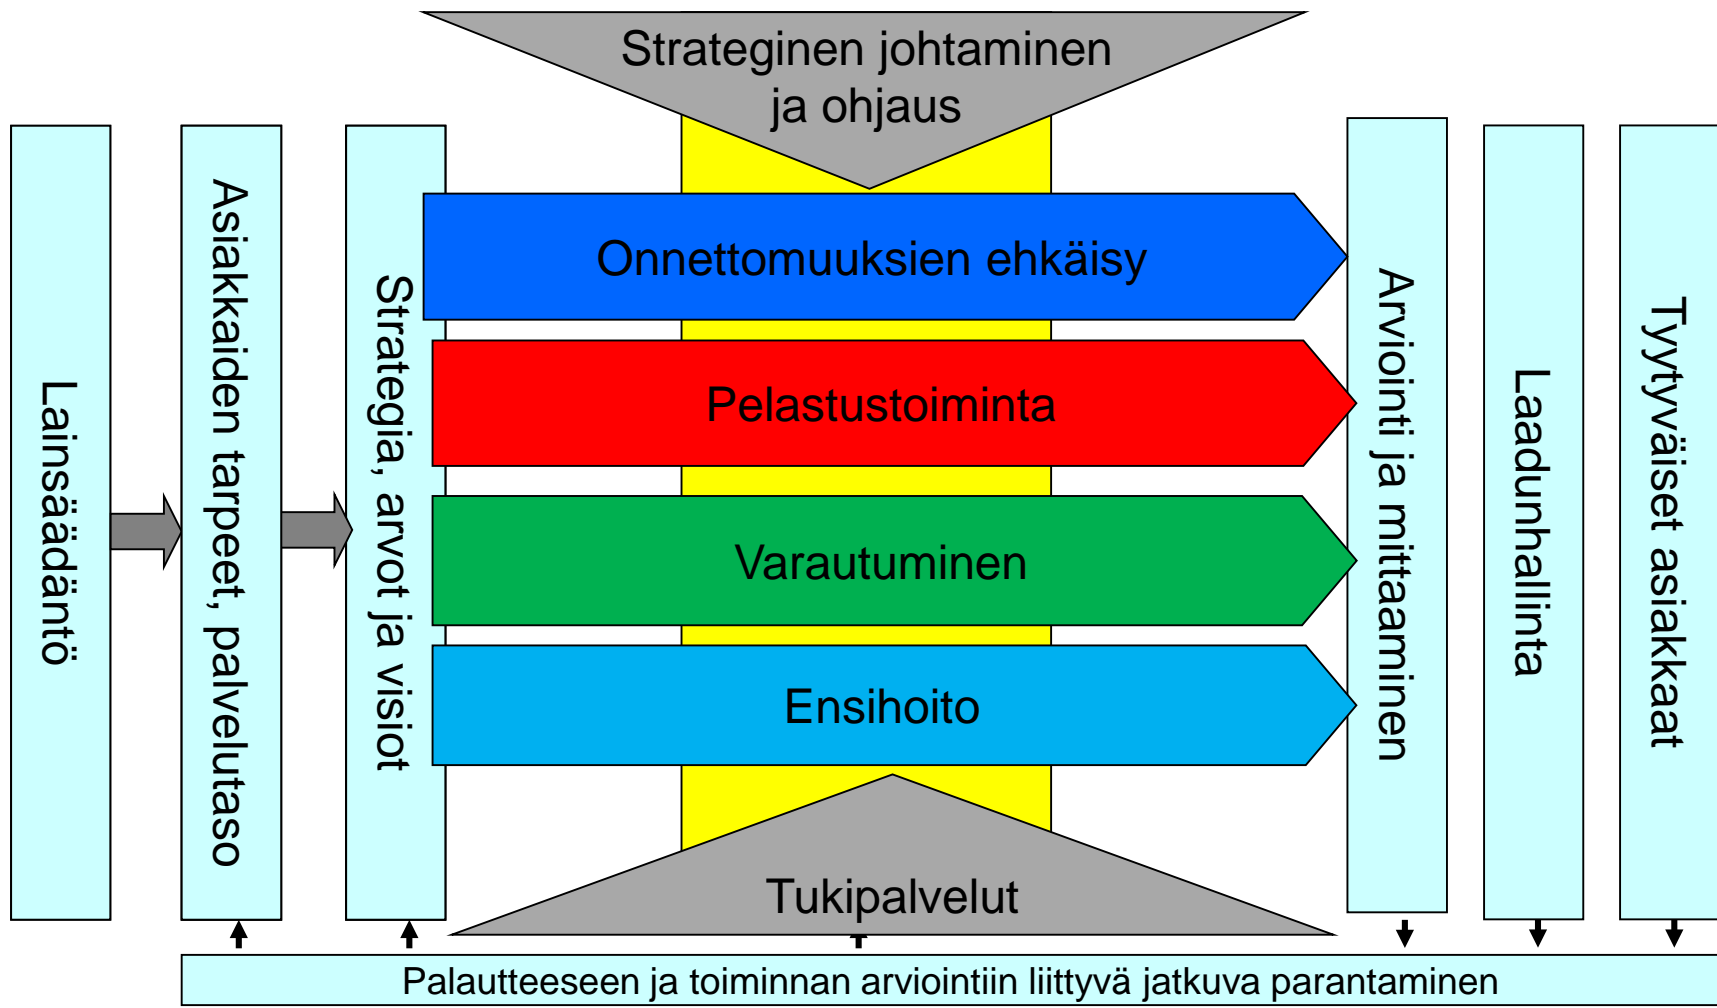 Strateginen johtaminen
ja ohjaus
Lainsäädäntö
Asiakkaiden tarpeet, palvelutaso
Strategia, arvot ja visiot
Onnettomuuksien ehkäisy
Pelastustoiminta
Varautuminen
Ensihoito
Arviointi ja mittaaminen
Laadunhallinta
Tyytyväiset asiakkaat
Tukipalvelut
Palautteeseen ja toiminnan arviointiin liittyvä jatkuva parantaminen